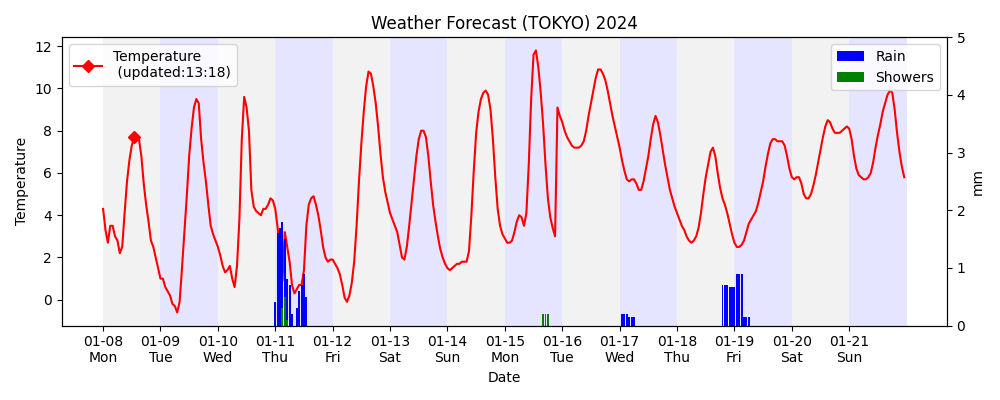 Weather Forecast (TOKYO) 2024
Temperature
(updated:13:18)
Rain
Showers
12
10
8
6
4
2
0
Temperature
5
4
3
2
1
0
mm
01-08 01-09 01-10 01-11 01-12 01-13 01-14 01-15 01-16 01-17 01-18 01-19 01-20 01-21
Mon Tue Wed Thu Fri Sat Sun Mon Tue Wed Thu Fri Sat Sun
Date